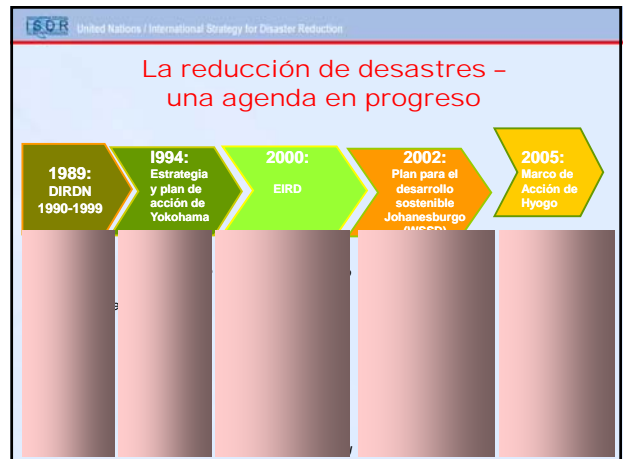 ISDR United Nations / International Strategy for Disaster Reduction
La reducción de desastres –
una agenda en progreso
1989:
DIRDN
1990-1999
I994:
Estrategia
y plan de
acción de
Yokohama
2000:
EIRD
2002:
Plan para el
desarrollo
sostenible
Johanesburgo
(WSSD)
2005:
Marco de
Acción de
Hyogo